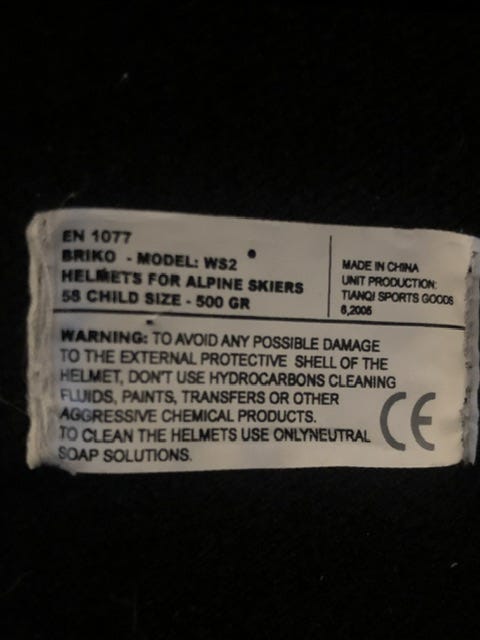 EN 1077
BRIKO - MODEL: WS2
HELMETS FOR ALPINE SKIERS
58 CHILD SIZE - 500 GR
MADE IN CHINA
UNIT PRODUCTION:
TIANQI SPORTS GOODS
6,2005
WARNING: TO AVOID ANY POSSIBLE DAMAGE
TO THE EXTERNAL PROTECTIVE SHELL OF THE
HELMET, DON'T USE HYDROCARBONS CLEANING
FLUIDS, PAINTS, TRANSFERS OR OTHER
AGGRESSIVE CHEMICAL PRODUCTS.
TO CLEAN THE HELMETS USE ONLYNEUTRAL
SOAP SOLUTIONS.
CE